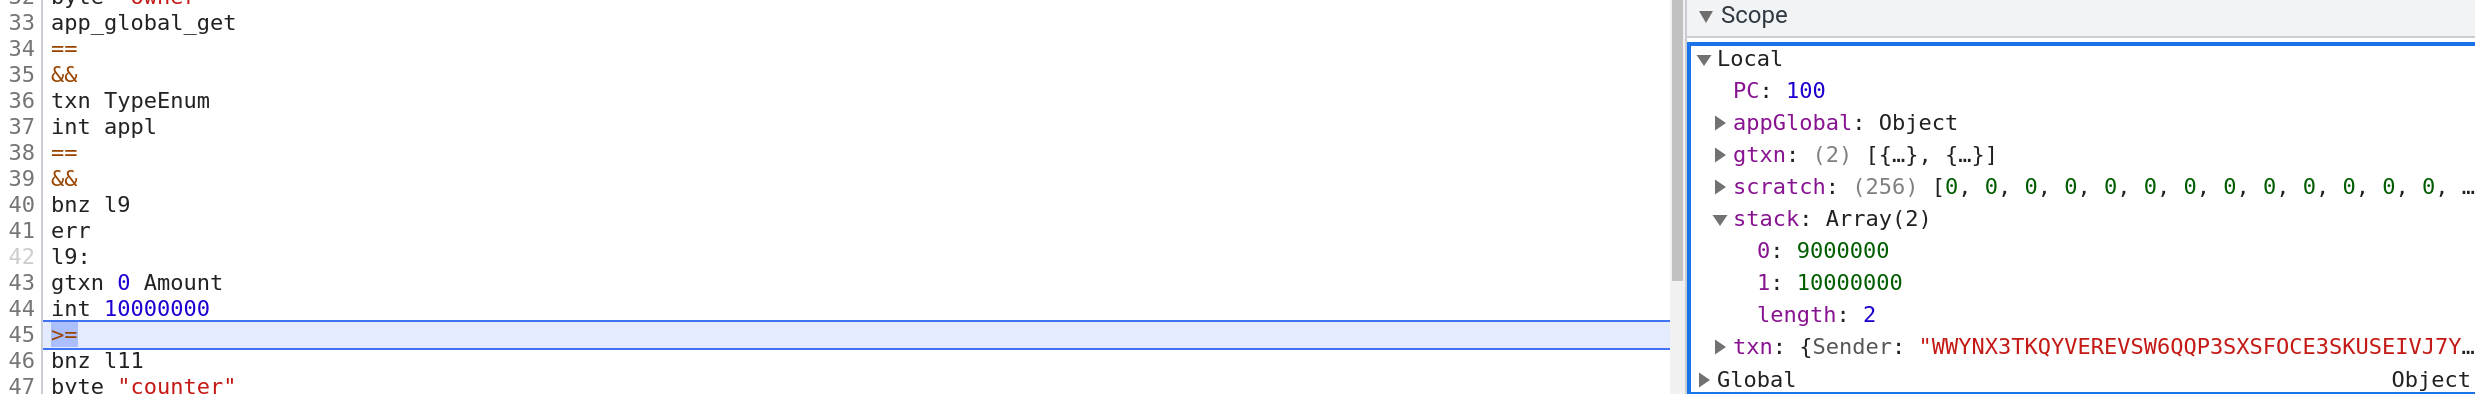 32 byte "owner"
33 app_global_get
34 ==
35 &&
36 txn TypeEnum
37 int appl
38 ==
39 &&
40 bnz l9
41 err
42 l9:
43 gtxn 0 Amount
44 int 10000000
45 >=
46 bnz l11
47 byte "counter"
Scope
Local
PC: 100
appGlobal: Object
gtxn: (2) [{…}, {…}]
scratch: (256) [0, 0, 0, 0, 0, 0, 0, 0, 0, 0, 0, 0, 0, …
stack: Array(2)
0: 9000000
1: 10000000
length: 2
txn: {Sender: "WWYNX3TKQYVEREVSW6QQP3SXSFOCE3SKUSEIVJ7Y…
Global Object